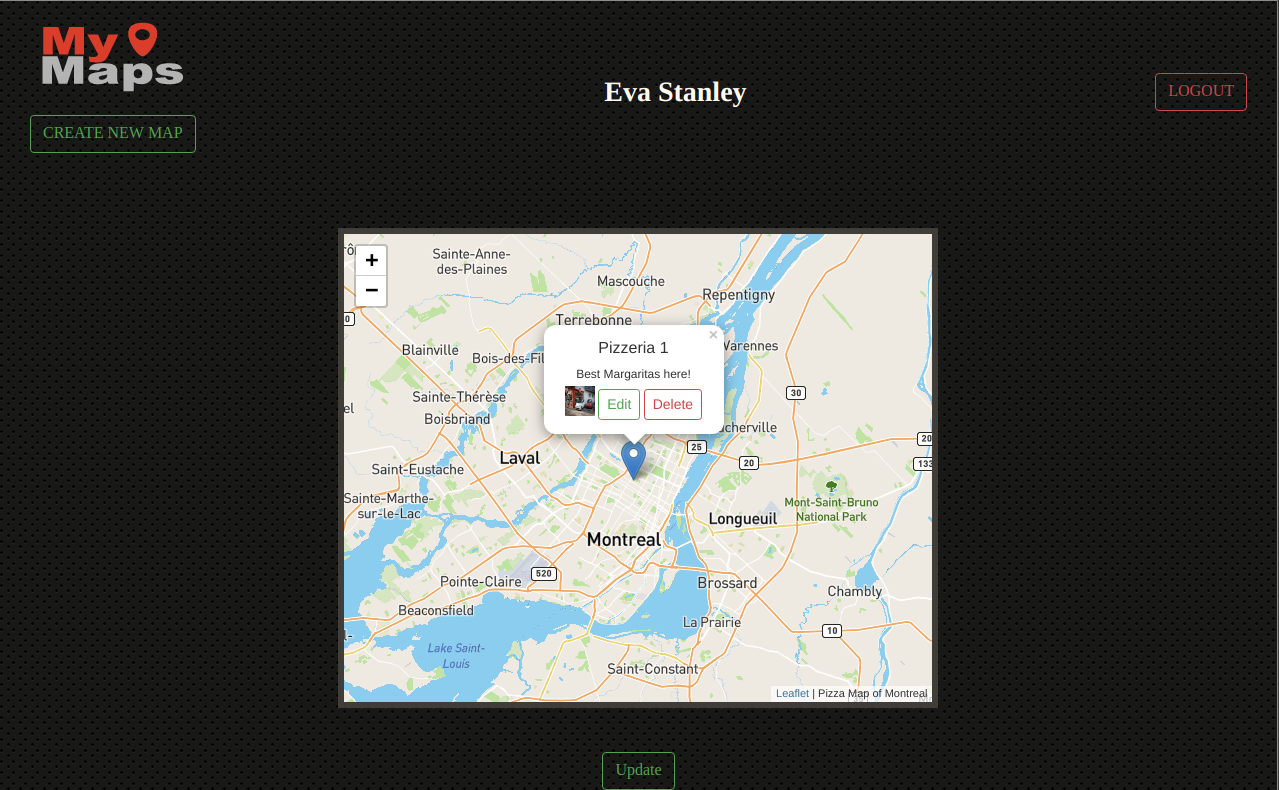 My
Maps
Eva Stanley
LOGOUT
CREATE NEW MAP
+
−
Sainte-Anne-
des-Plaines
Mascouche
Repentigny
Terrebonne
Varennes
Blainville
Bois-des-Fil
Pizzeria 1
×
Best Margaritas here!
Edit
Delete
30
Sainte-Thérèse
el
Boisbriand
ucherville
20
25
133
20
Laval
Saint-Eustache
Sainte-Marthe-
sur-le-Lac
Mont-Saint-Bruno
National Park
Longueuil
Montreal
520
Pointe-Claire
Brossard
Chambly
Beaconsfield
La Prairie
10
Lake Saint-
Louis
Saint-Constant
Leaflet | Pizza Map of Montreal
Update